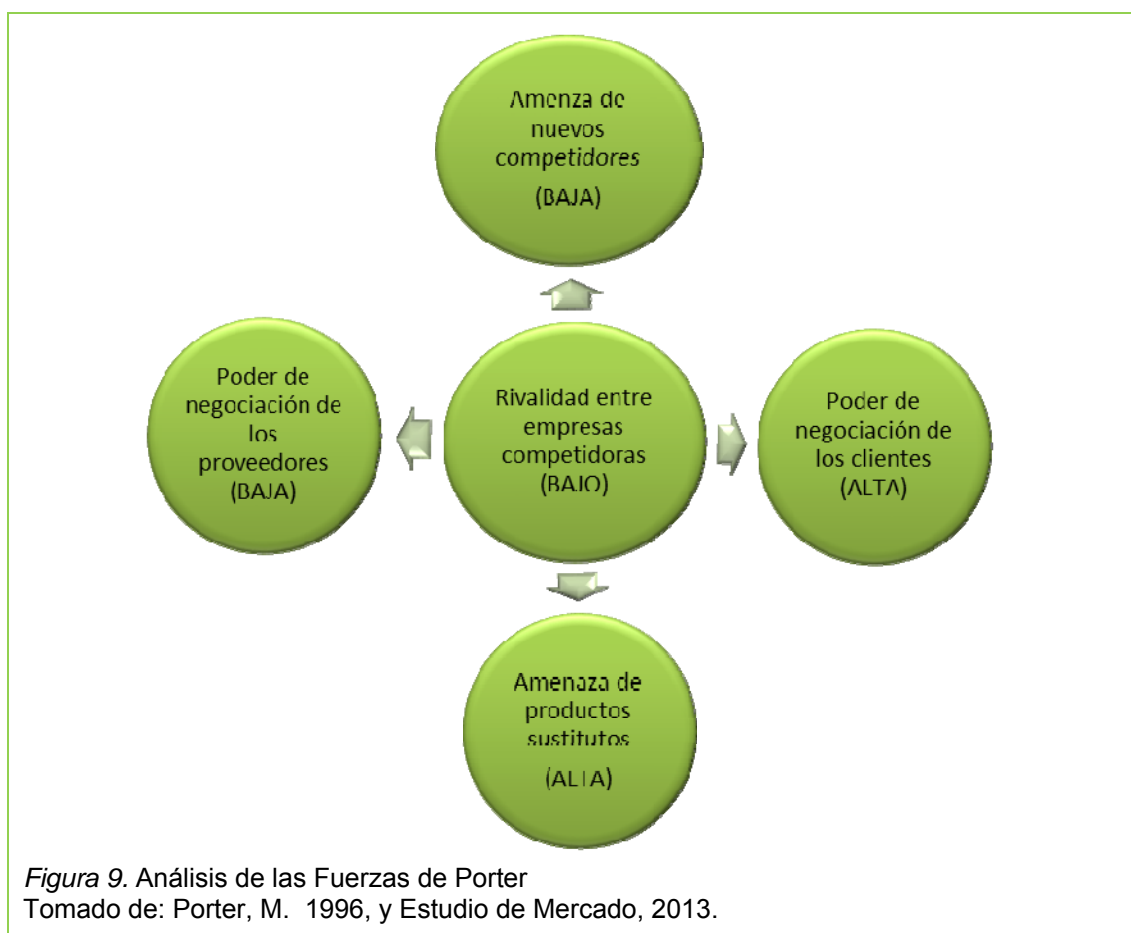 Amenza de
nuevos
competidores
(BAJA)
Poder de
negociación de
los
proveedores
(BAJA)
Rivalidad entre
empresas
competidoras
(BAJO)
Poder de
negociación de
los clientes
(ALTA)
Amenaza de
productos
sustitutos
(ALTA)
Figura 9. Análisis de las Fuerzas de Porter
Tomado de: Porter, M. 1996, y Estudio de Mercado, 2013.